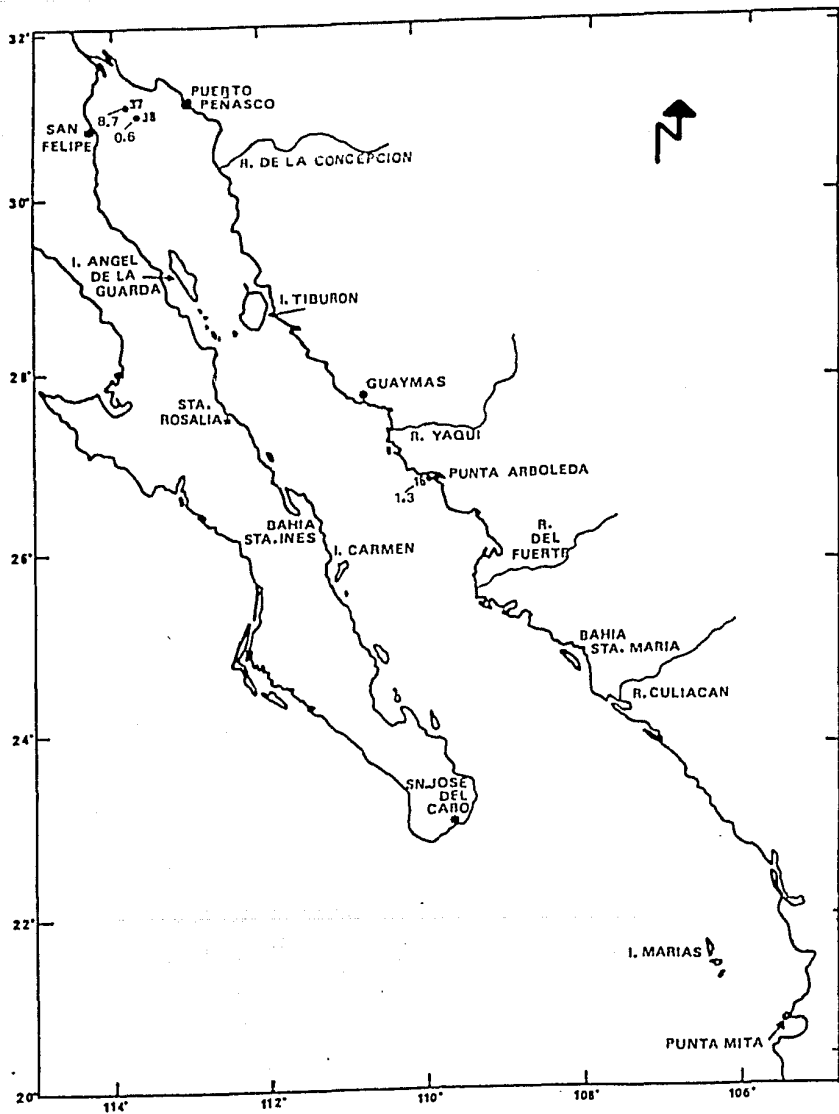 32°
PUERTO
PEÑASCO
37
8.7
38
0.6
SAN
FELIPE
R. DE LA CONCEPCION
30°
I. ANGEL
DE LA
GUARDA
I. TIBURON
28°
GUAYMAS
STA.
ROSALIA
R. YAQUI
16
1.3
PUNTA ARBOLEDA
BAHIA
STA. INES
R.
DEL
FUERTE
26°
I. CARMEN
BAHIA
STA. MARIA
R. CULIACAN
24°
SN. JOSE
DEL
CABO
22°
I. MARIAS
PUNTA MITA
20°
114°
112°
110°
108°
106°